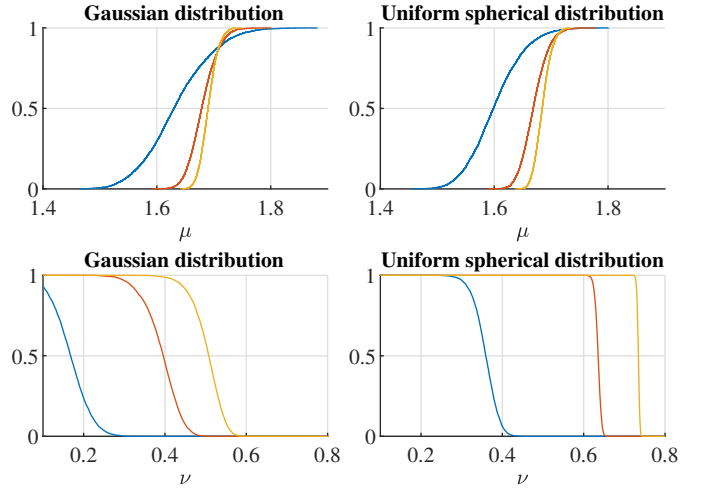 Gaussian distribution
1
0.5
0
1.4 1.6 1.8
μ
Uniform spherical distribution
1
0.5
0
1.4 1.6 1.8
μ
Gaussian distribution
1
0.5
0
0.2 0.4 0.6 0.8
ν
Uniform spherical distribution
1
0.5
0
0.2 0.4 0.6 0.8
ν